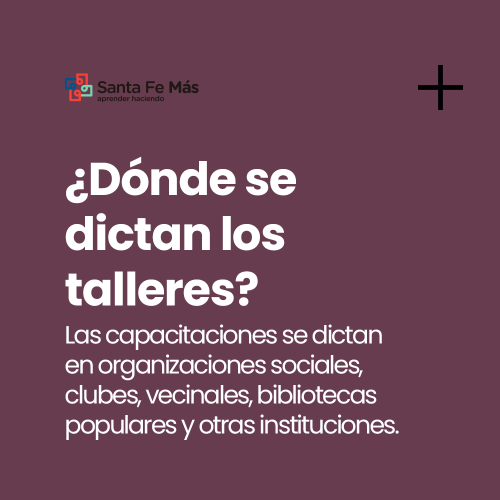 Santa Fe Más
aprender haciendo
¿Dónde se
dictan los
talleres?
Las capacitaciones se dictan
en organizaciones sociales,
clubes, vecinales, bibliotecas
populares y otras instituciones.